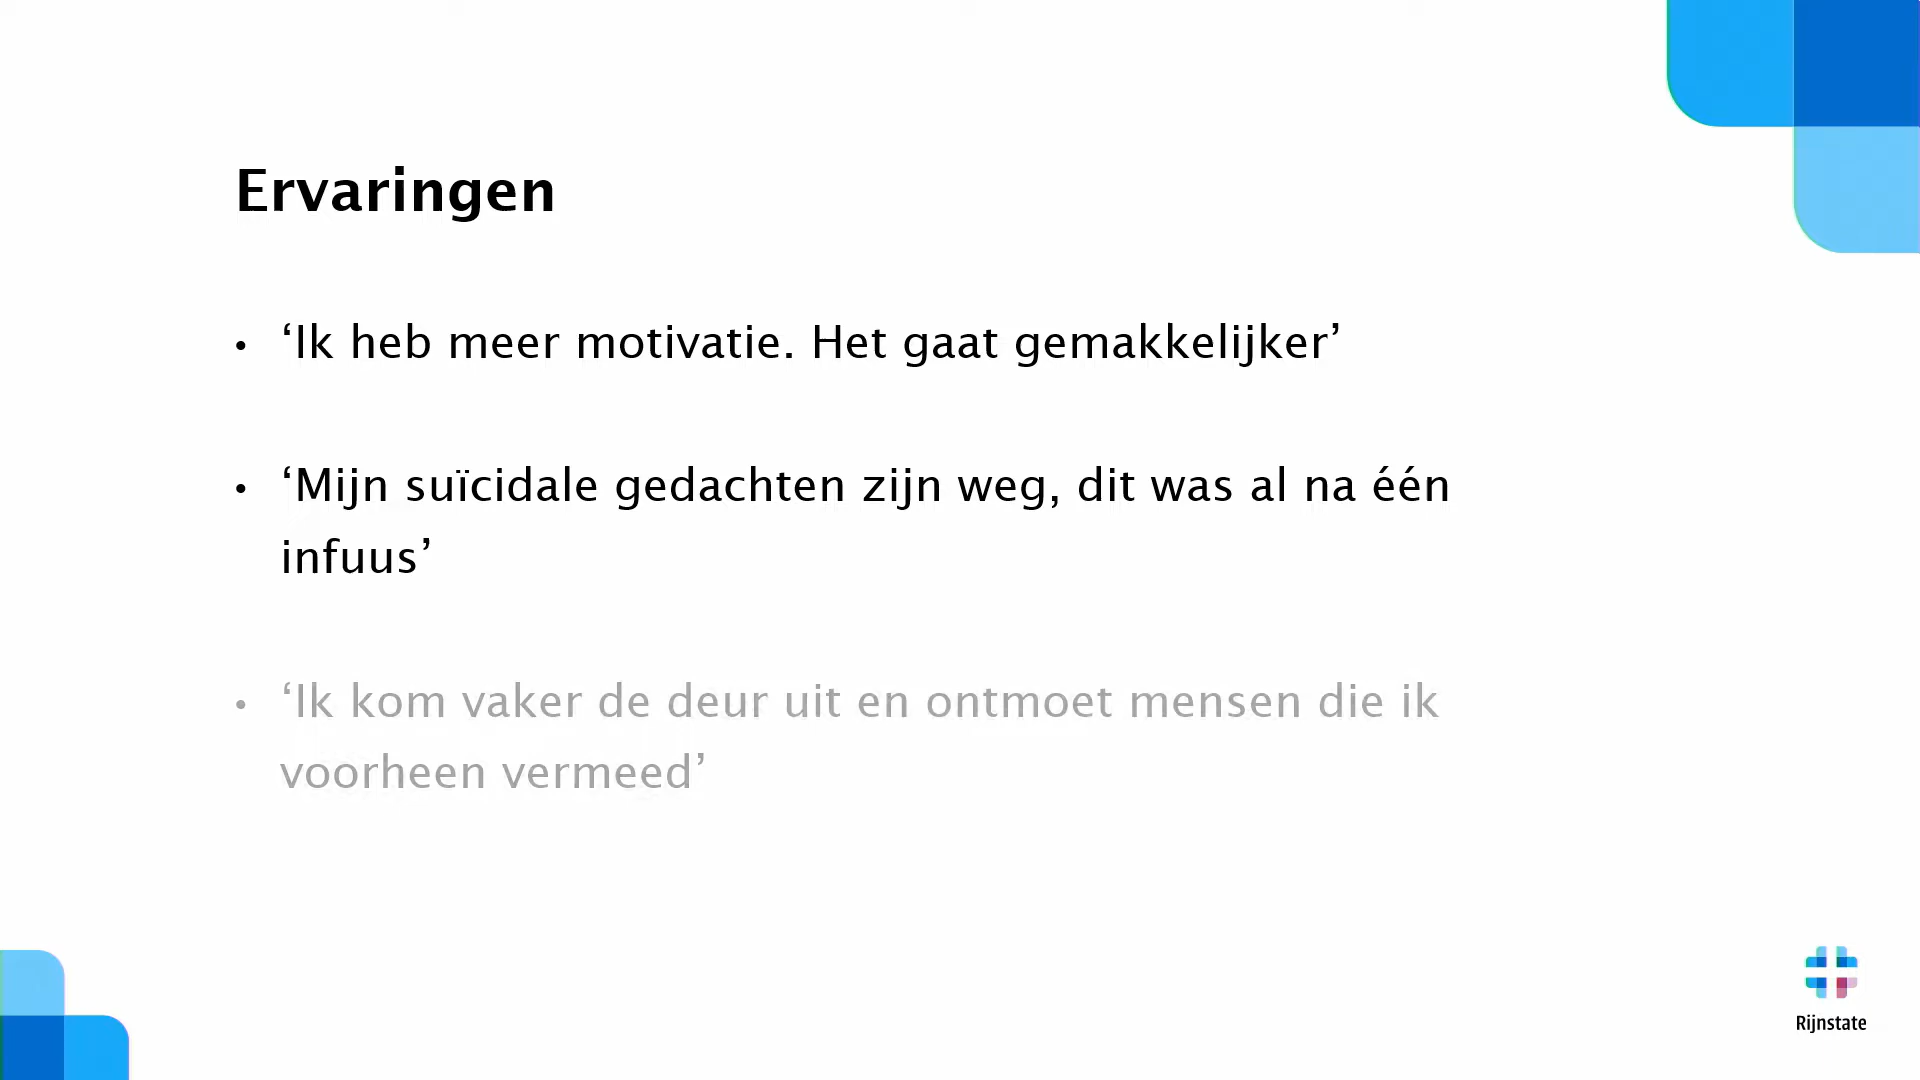 Ervaringen
• ‘Ik heb meer motivatie. Het gaat gemakkelijker’
• ‘Mijn suïcidale gedachten zijn weg, dit was al na één
infuus’
• ‘Ik kom vaker de deur uit en ontmoet mensen die ik
voorheen vermeed’
Rijnstate